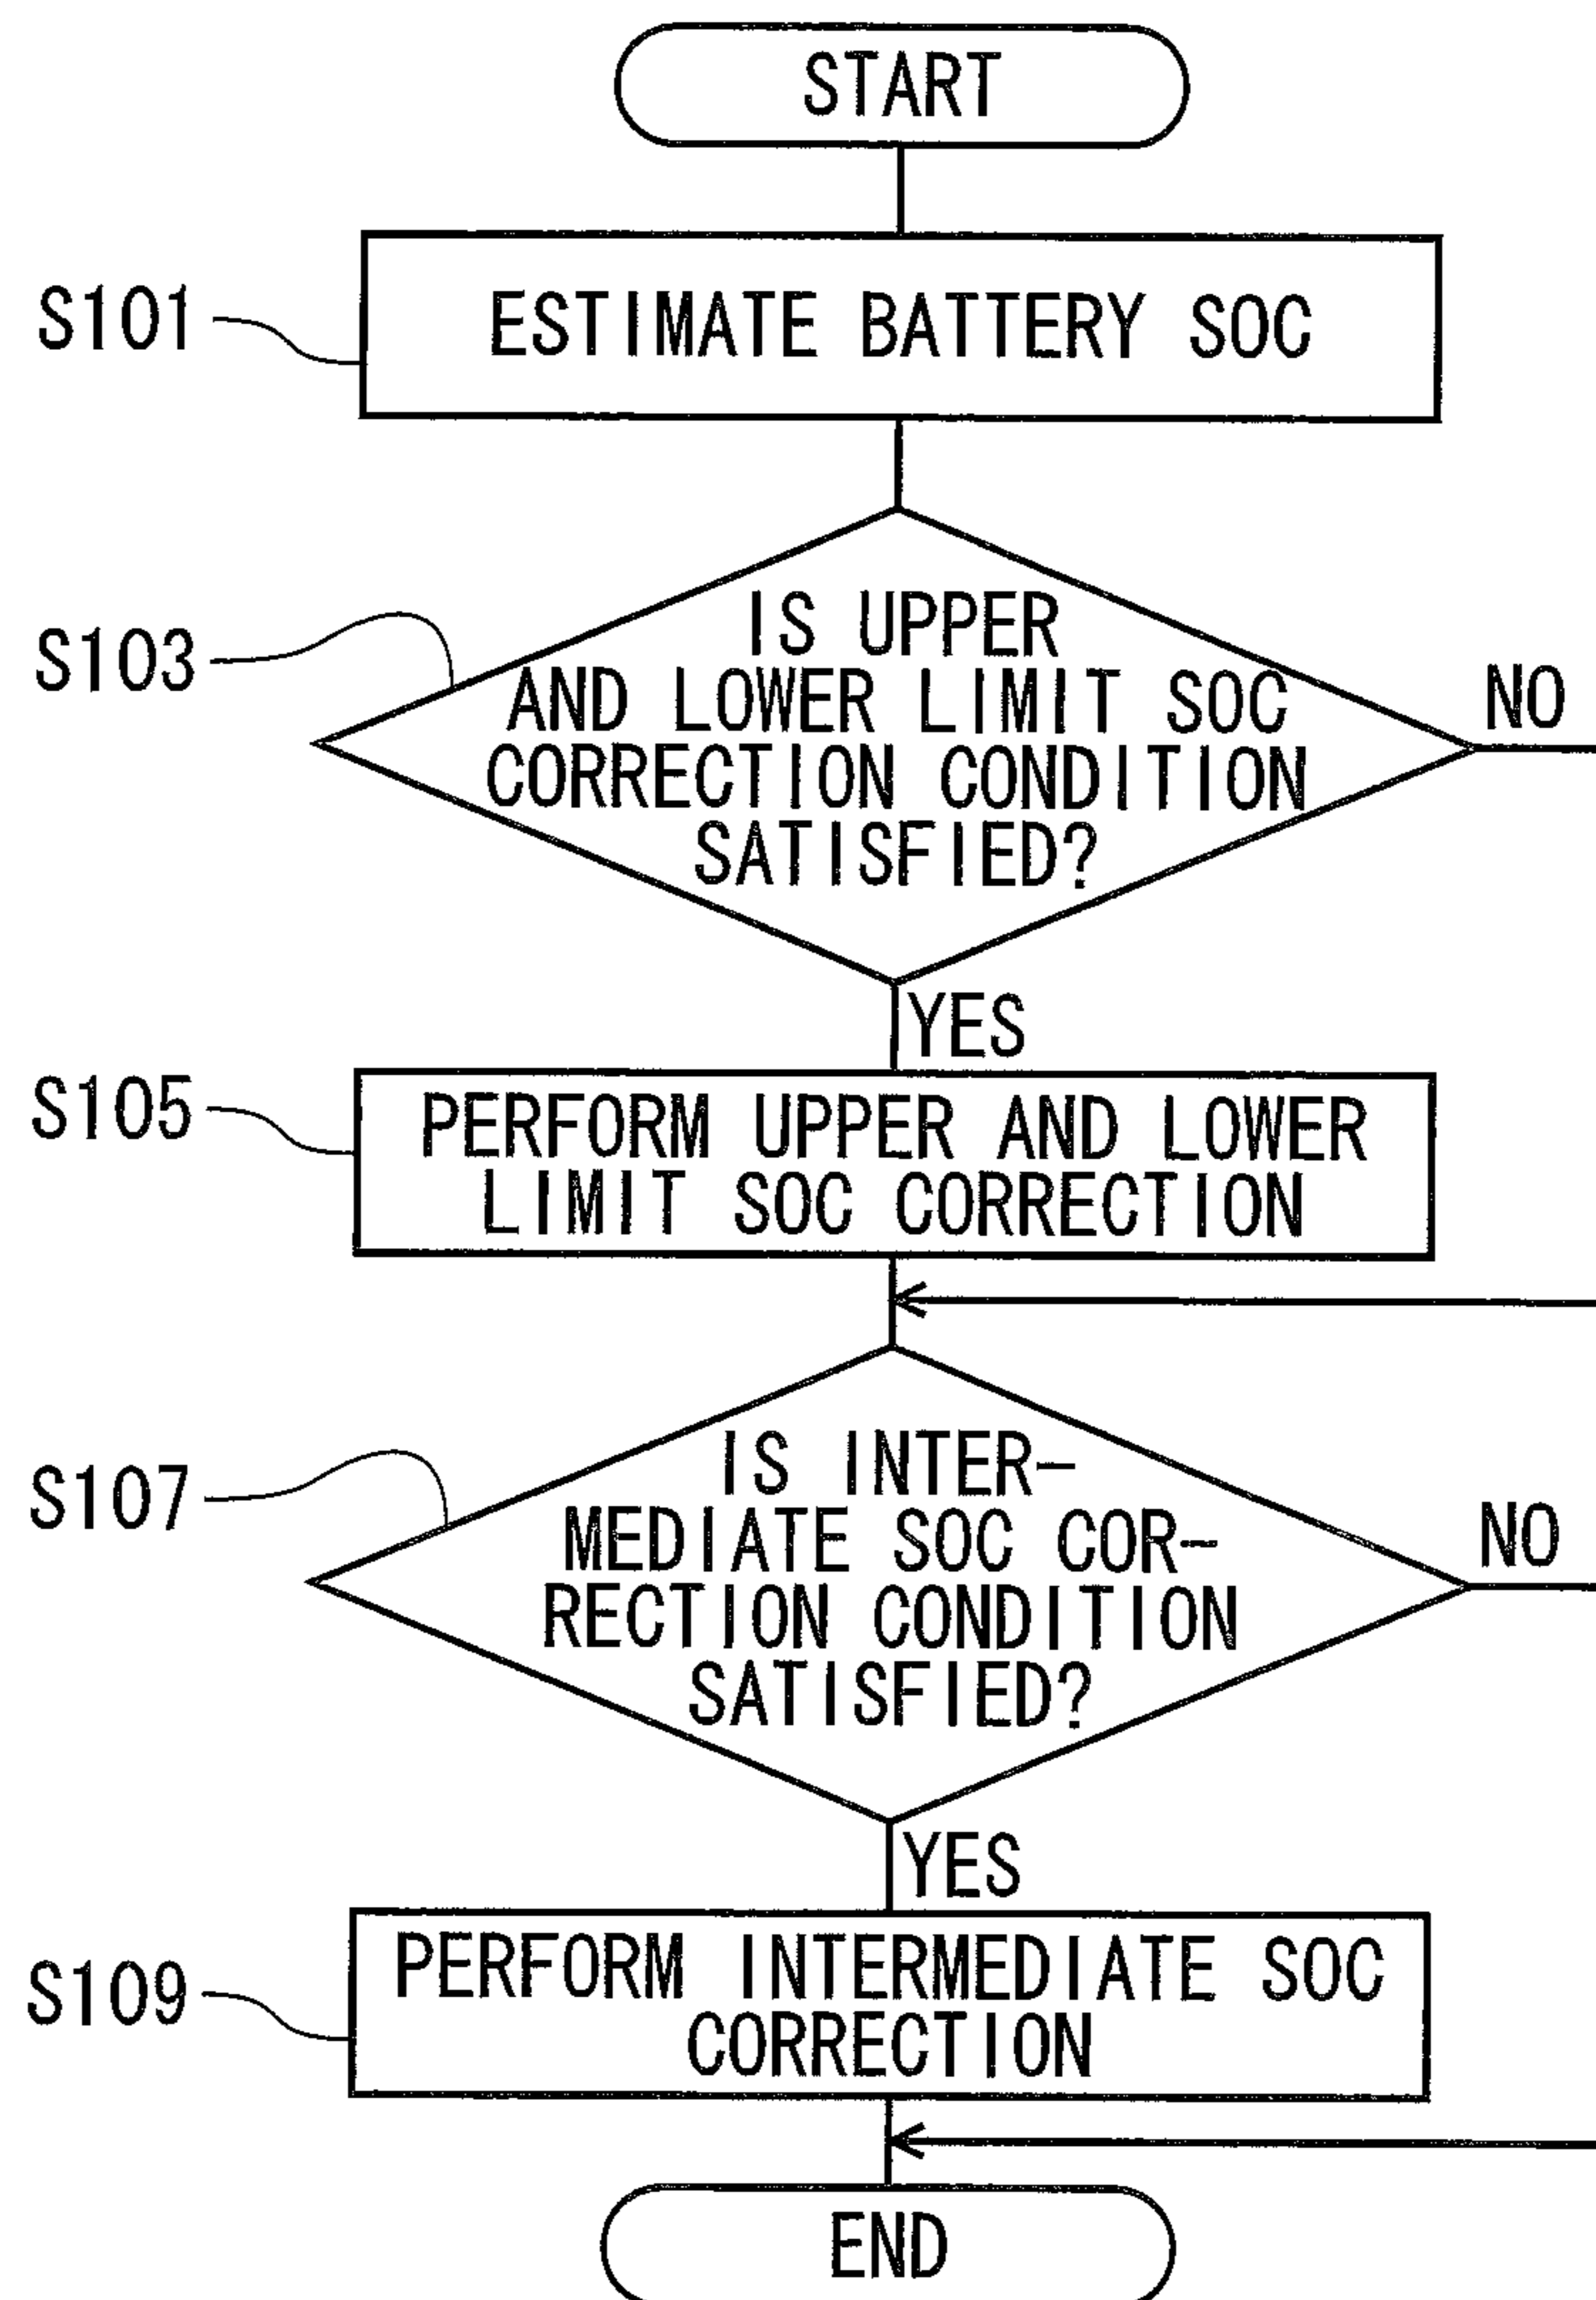 START
S101
ESTIMATE BATTERY SOC
S103
IS UPPER
AND LOWER LIMIT SOC
CORRECTION CONDITION
SATISFIED?
NO
YES
S105
PERFORM UPPER AND LOWER
LIMIT SOC CORRECTION
S107
IS INTER-
MEDIATE SOC COR-
RECTION CONDITION
SATISFIED?
NO
YES
S109
PERFORM INTERMEDIATE SOC
CORRECTION
END